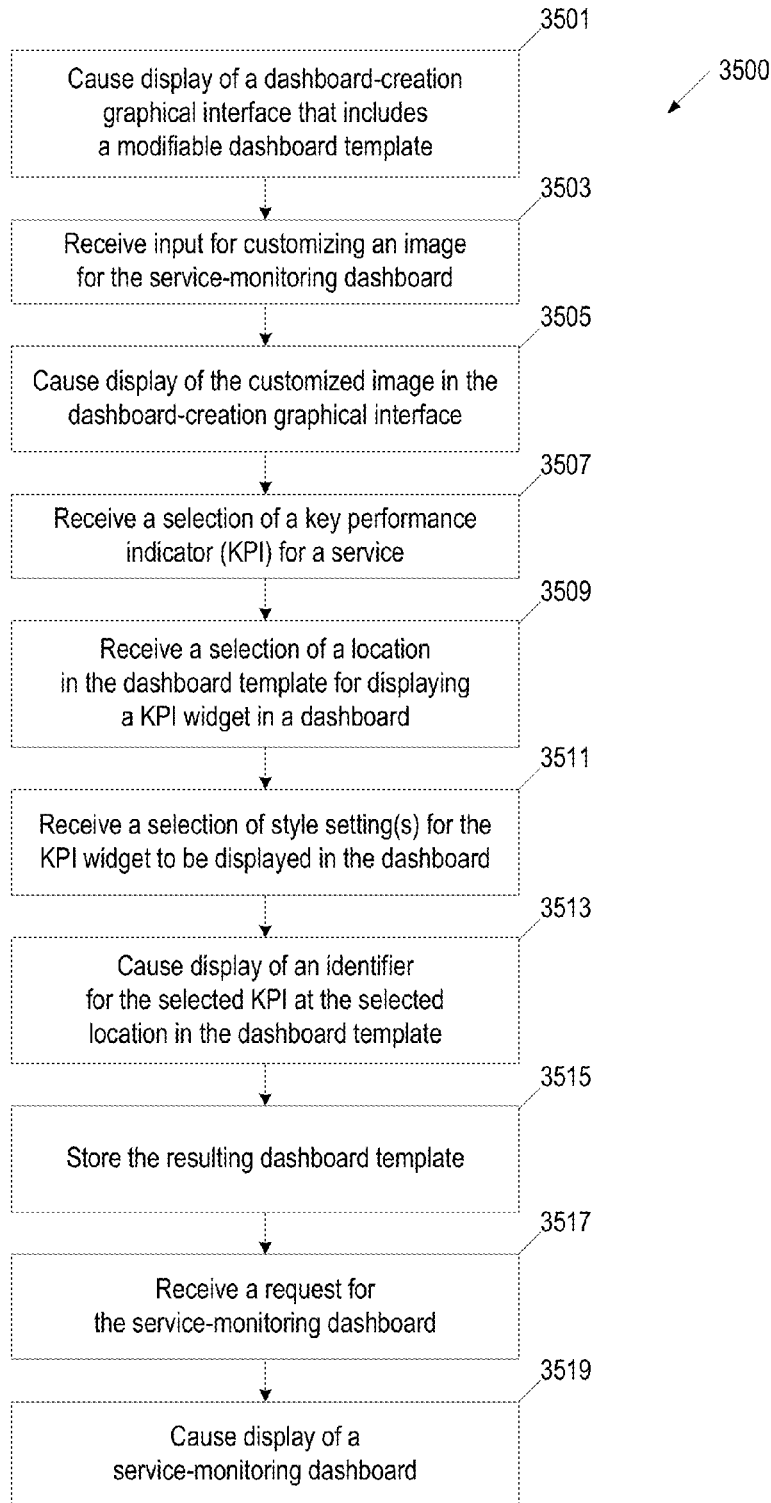 3501
3500
Cause display of a dashboard-creation
graphical interface that includes
a modifiable dashboard template
3503
Receive input for customizing an image
for the service-monitoring dashboard
3505
Cause display of the customized image in the
dashboard-creation graphical interface
3507
Receive a selection of a key performance
indicator (KPI) for a service
3509
Receive a selection of a location
in the dashboard template for displaying
a KPI widget in a dashboard
3511
Receive a selection of style setting(s) for the
KPI widget to be displayed in the dashboard
3513
Cause display of an identifier
for the selected KPI at the selected
location in the dashboard template
3515
Store the resulting dashboard template
3517
Receive a request for
the service-monitoring dashboard
3519
Cause display of a
service-monitoring dashboard